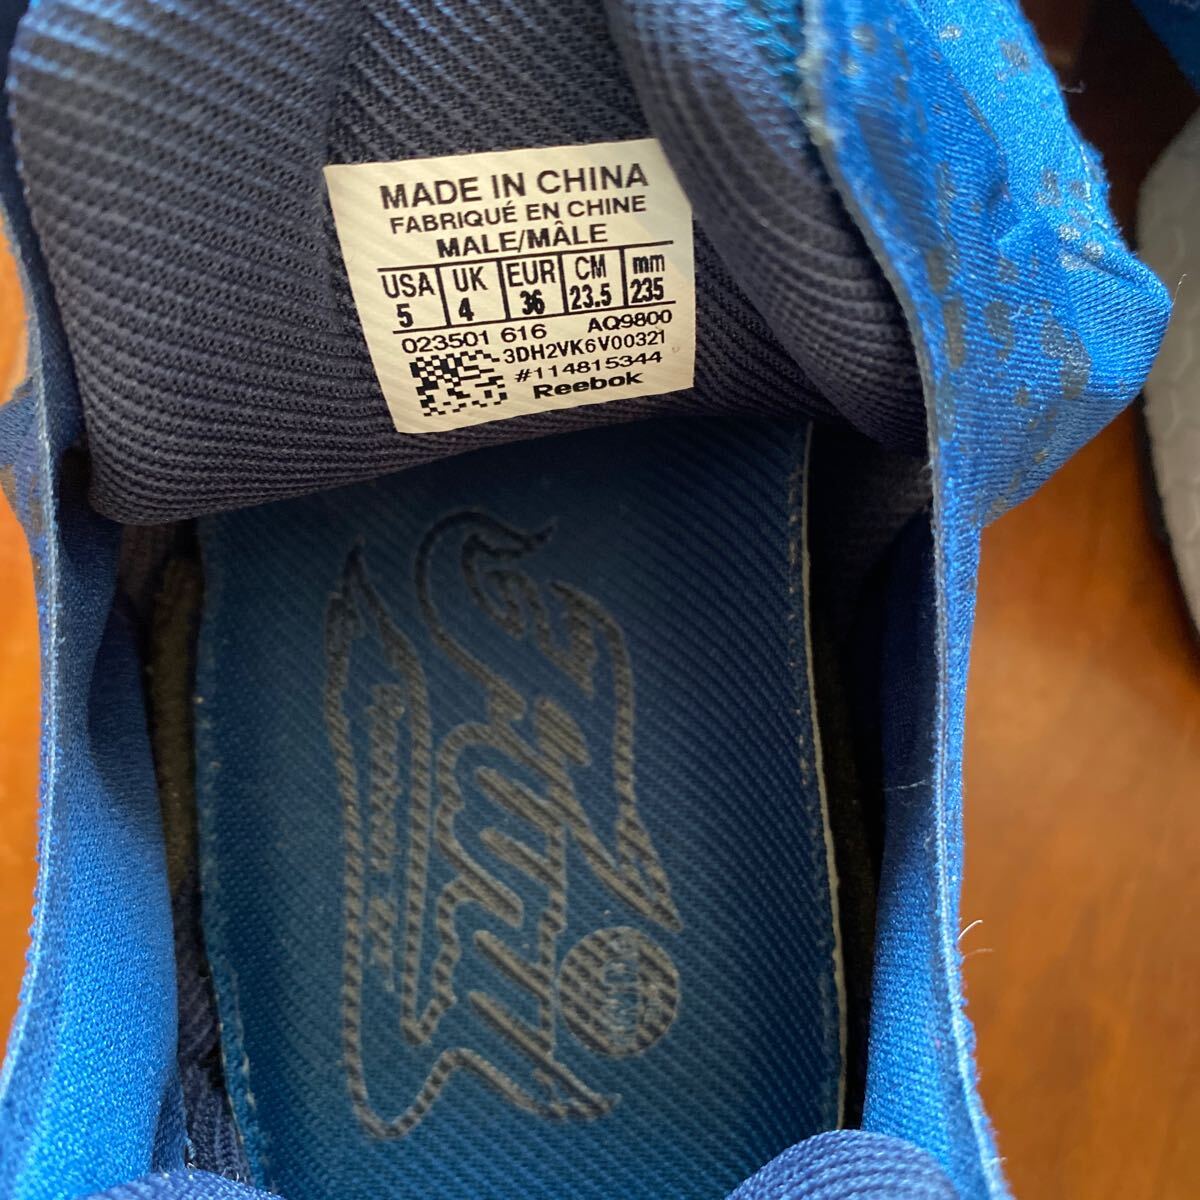 MADE IN CHINA
FABRIQUÉ EN CHINE
MALE/MÂLE
USA UK EUR CM mm
5 4 36 23.5 235
023501 616 AQ9800
3DH2VK6V00321
#114815344
Reebok